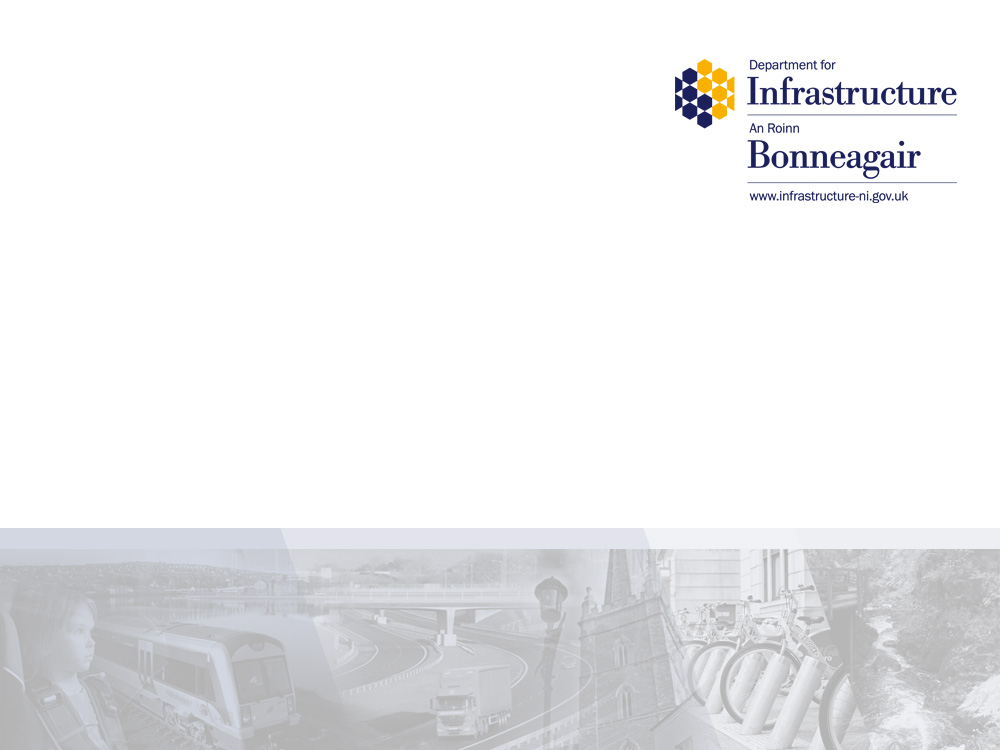 Department for
Infrastructure
An Roinn
Bonneagair
www.infrastructure-ni.gov.uk